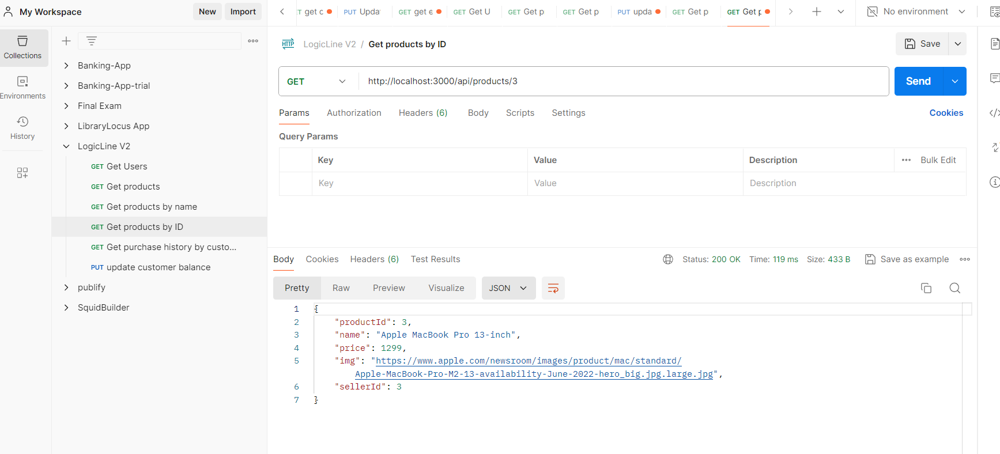 My Workspace
New
Import
get c
PUT Upda
GET get e
GET Get U
GET Get p
GET Get p
PUT upda
GET Get p
GET Get p
No environment
Collections
Environments
History
Banking-App
Banking-App-trial
Final Exam
LibraryLocus App
LogicLine V2
GET Get Users
GET Get products
GET Get products by name
GET Get products by ID
GET Get purchase history by custo...
PUT update customer balance
publify
SquidBuilder
HTTP LogicLine V2 / Get products by ID
Save
GET http://localhost:3000/api/products/3
Send
Params Authorization Headers (6) Body Scripts Settings
Cookies
Query Params
Key Value Description Bulk Edit
Key Value Description
Body Cookies Headers (6) Test Results
Status: 200 OK Time: 119 ms Size: 433 B Save as example
Pretty Raw Preview Visualize JSON
1 {
2 "productId": 3,
3 "name": "Apple MacBook Pro 13-inch",
4 "price": 1299,
5 "img": "https://www.apple.com/newsroom/images/product/mac/standard/
Apple-MacBook-Pro-M2-13-availability-June-2022-hero_big.jpg.large.jpg",
6 "sellerId": 3
7 }